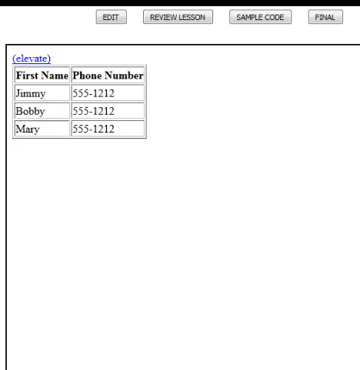 EDIT REVIEW LESSON SAMPLE CODE FINAL
(elevate)
First Name Phone Number
Jimmy 555-1212
Bobby 555-1212
Mary 555-1212